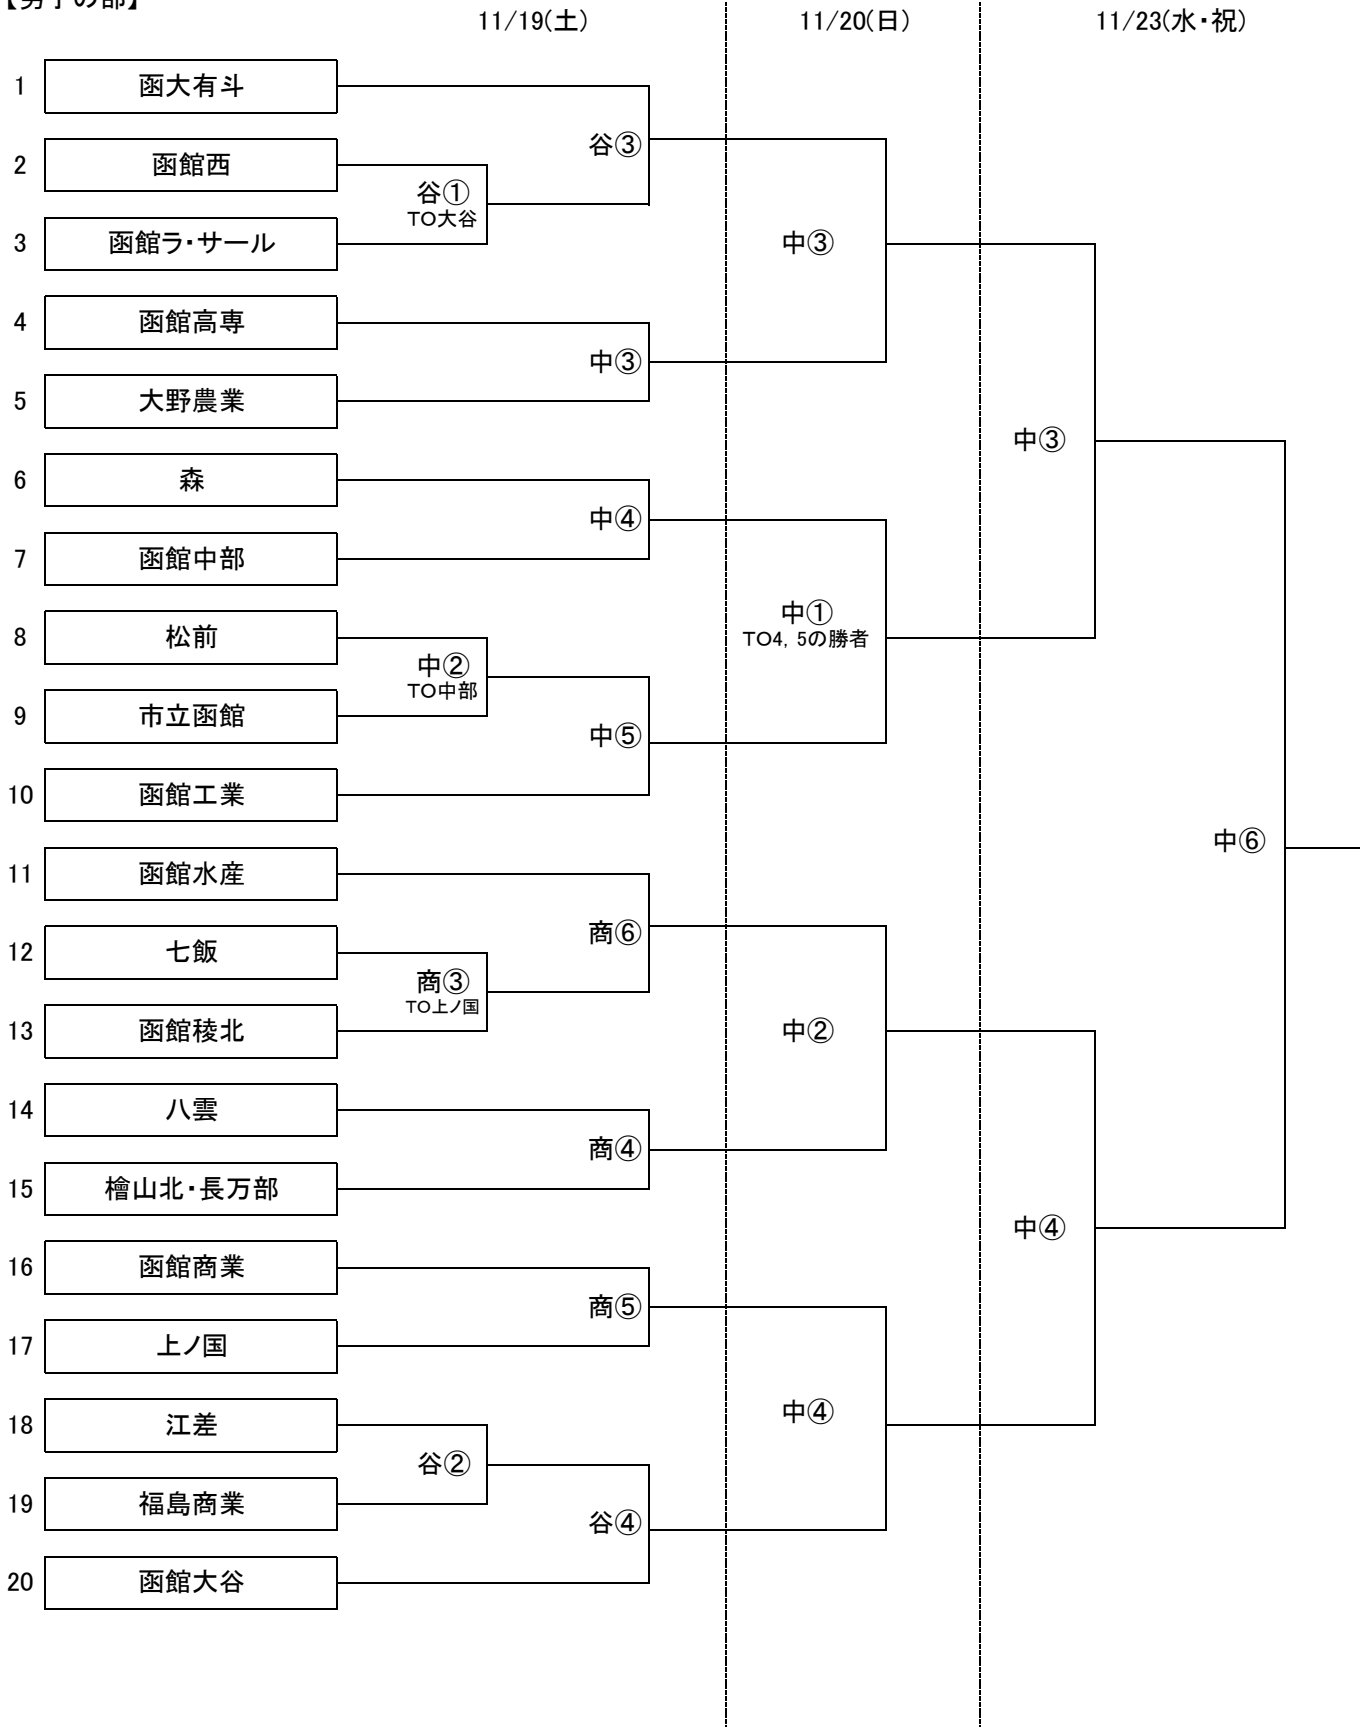 【男子の部】
11/19(土) 11/20(日) 11/23(水・祝)
1 函大有斗
谷③
2 函館西
谷①
TO大谷
3 函館ラ・サール
中③
4 函館高専
中③
5 大野農業
中③
6 森
中④
7 函館中部
中①
TO4, 5の勝者
8 松前
中②
TO中部
9 市立函館
中⑤
10 函館工業
中⑥
11 函館水産
商⑥
12 七飯
商③
TO上ノ国
13 函館稜北
中②
14 八雲
商④
15 檜山北・長万部
中④
16 函館商業
商⑤
17 上ノ国
中④
18 江差
谷②
19 福島商業
谷④
20 函館大谷